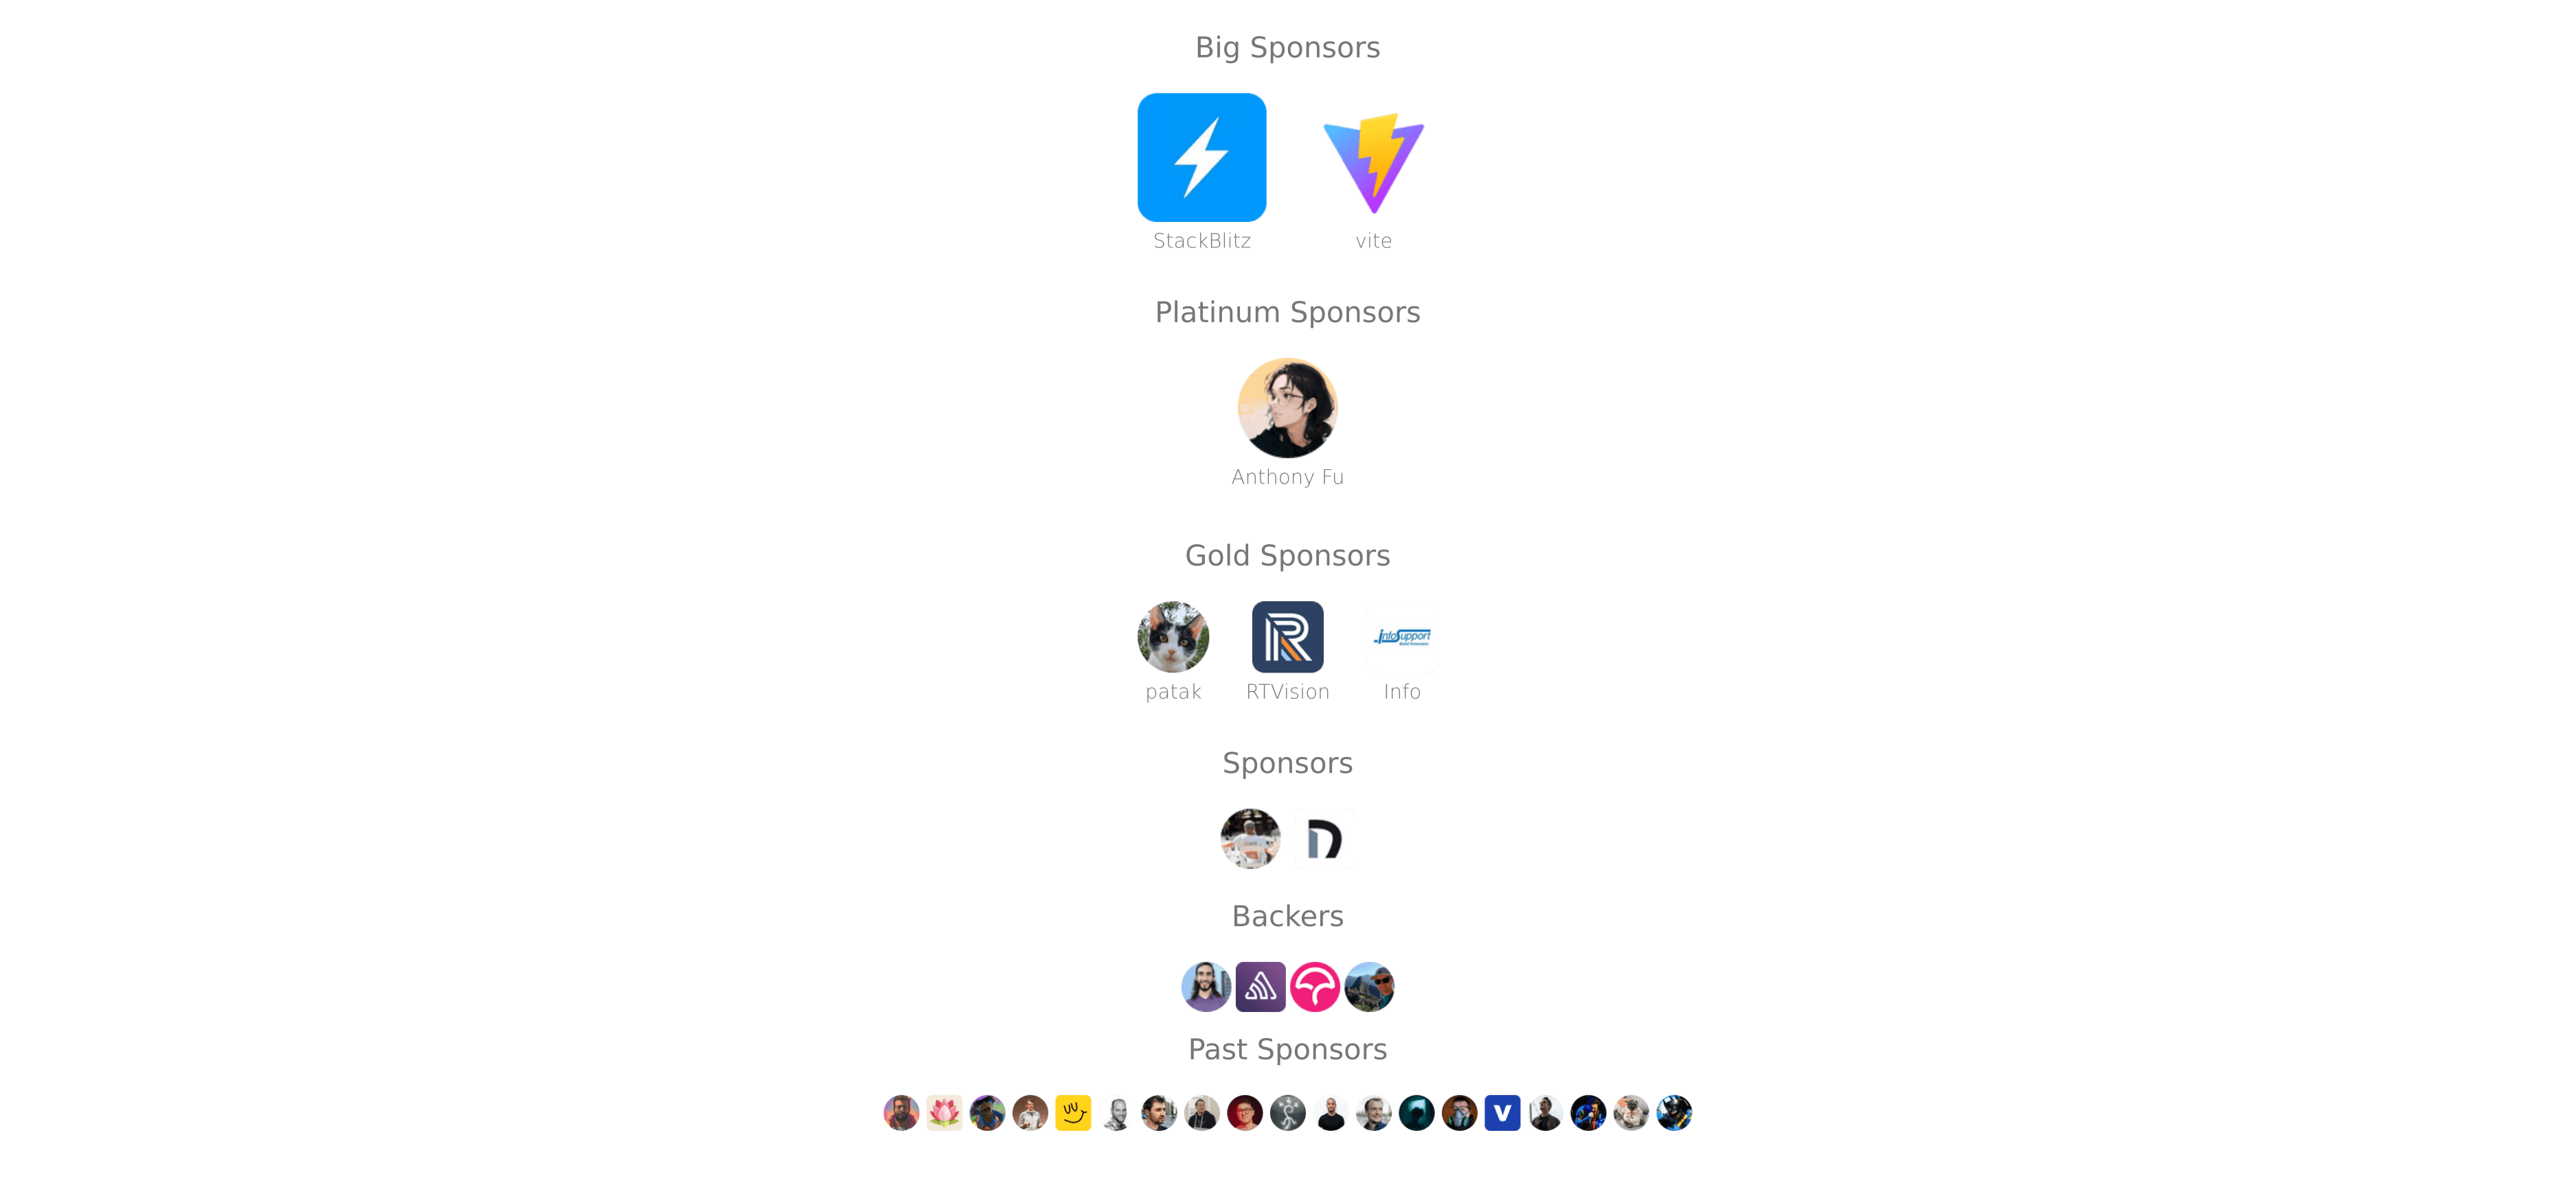 Big Sponsors
StackBlitz
vite
Platinum Sponsors
Anthony Fu
Gold Sponsors
infoSupport
patak
RTVision
Info
Sponsors
Backers
Past Sponsors
V